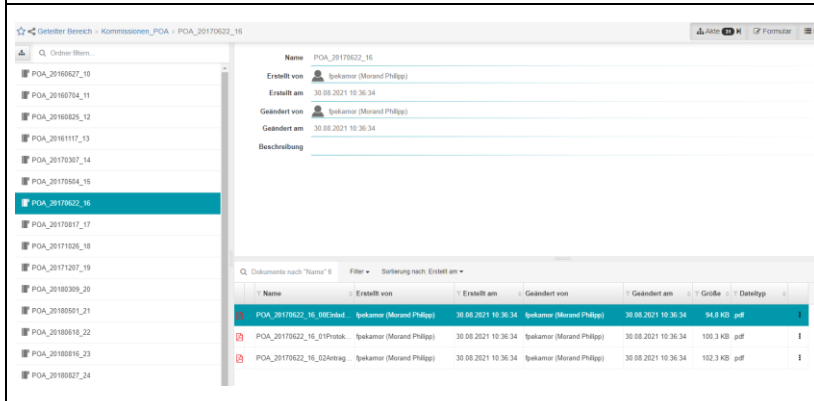 Geteilter Bereich > Kommissionen_POA > POA_20170622_16
Akte 31 Formular
Ordner filtern...
POA_20160627_10
POA_20160704_11
POA_20160825_12
POA_20161117_13
POA_20170307_14
POA_20170504_15
POA_20170622_16
POA_20170817_17
POA_20171026_18
POA_20171207_19
POA_20180309_20
POA_20180501_21
POA_20180618_22
POA_20180816_23
POA_20180827_24
Name POA_20170622_16
Erstellt von fpekamor (Morand Philipp)
Erstellt am 30.08.2021 10:36:34
Geändert von fpekamor (Morand Philipp)
Geändert am 30.08.2021 10:36:34
Beschreibung
Dokumente nach "Name" fi Filter Sortierung nach: Erstellt am
Name Erstellt von Erstellt am Geändert von Geändert am Größe Dateityp
POA_20170622_16_00Einlad... fpekamor (Morand Philipp) 30.08.2021 10:36:34 fpekamor (Morand Philipp) 30.08.2021 10:36:34 94,8 KB .pdf
POA_20170622_16_01Protok... fpekamor (Morand Philipp) 30.08.2021 10:36:34 fpekamor (Morand Philipp) 30.08.2021 10:36:34 100,3 KB .pdf
POA_20170622_16_02Antrag... fpekamor (Morand Philipp) 30.08.2021 10:36:34 fpekamor (Morand Philipp) 30.08.2021 10:36:34 102,3 KB .pdf